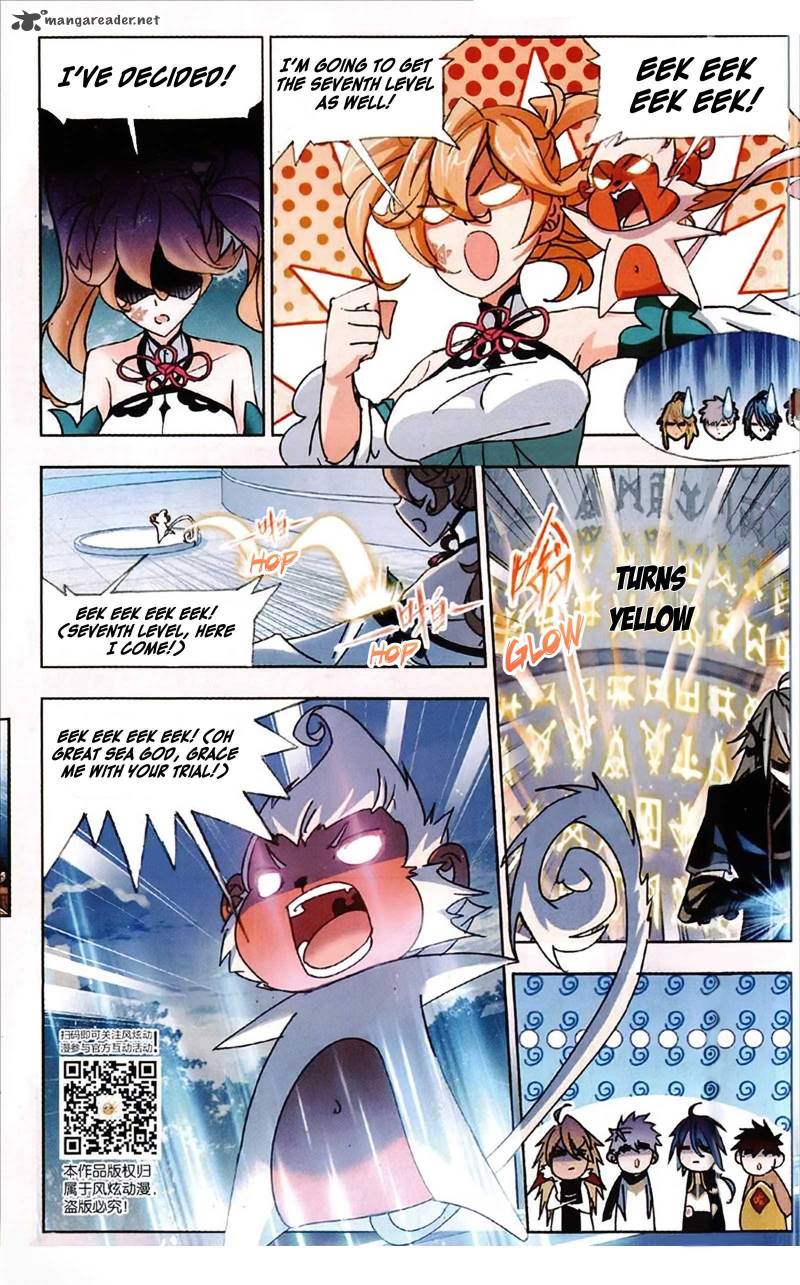 mangareader.net
I'VE DECIDED!
I'M GOING TO GET
THE SEVENTH LEVEL
AS WELL!
EEK EEK
EEK EEK!
啪
HOP
啪
HOP
EEK EEK EEK EEK!
(SEVENTH LEVEL, HERE
I COME!)
嗡
GLOW
TURNS
YELLOW
EEK EEK EEK EEK! (OH
GREAT SEA GOD, GRACE
ME WITH YOUR TRIAL!)
扫码即可关注风炫动
漫参与官方互动活动!
本作品版权归
属于风炫动漫,
盗版必究!